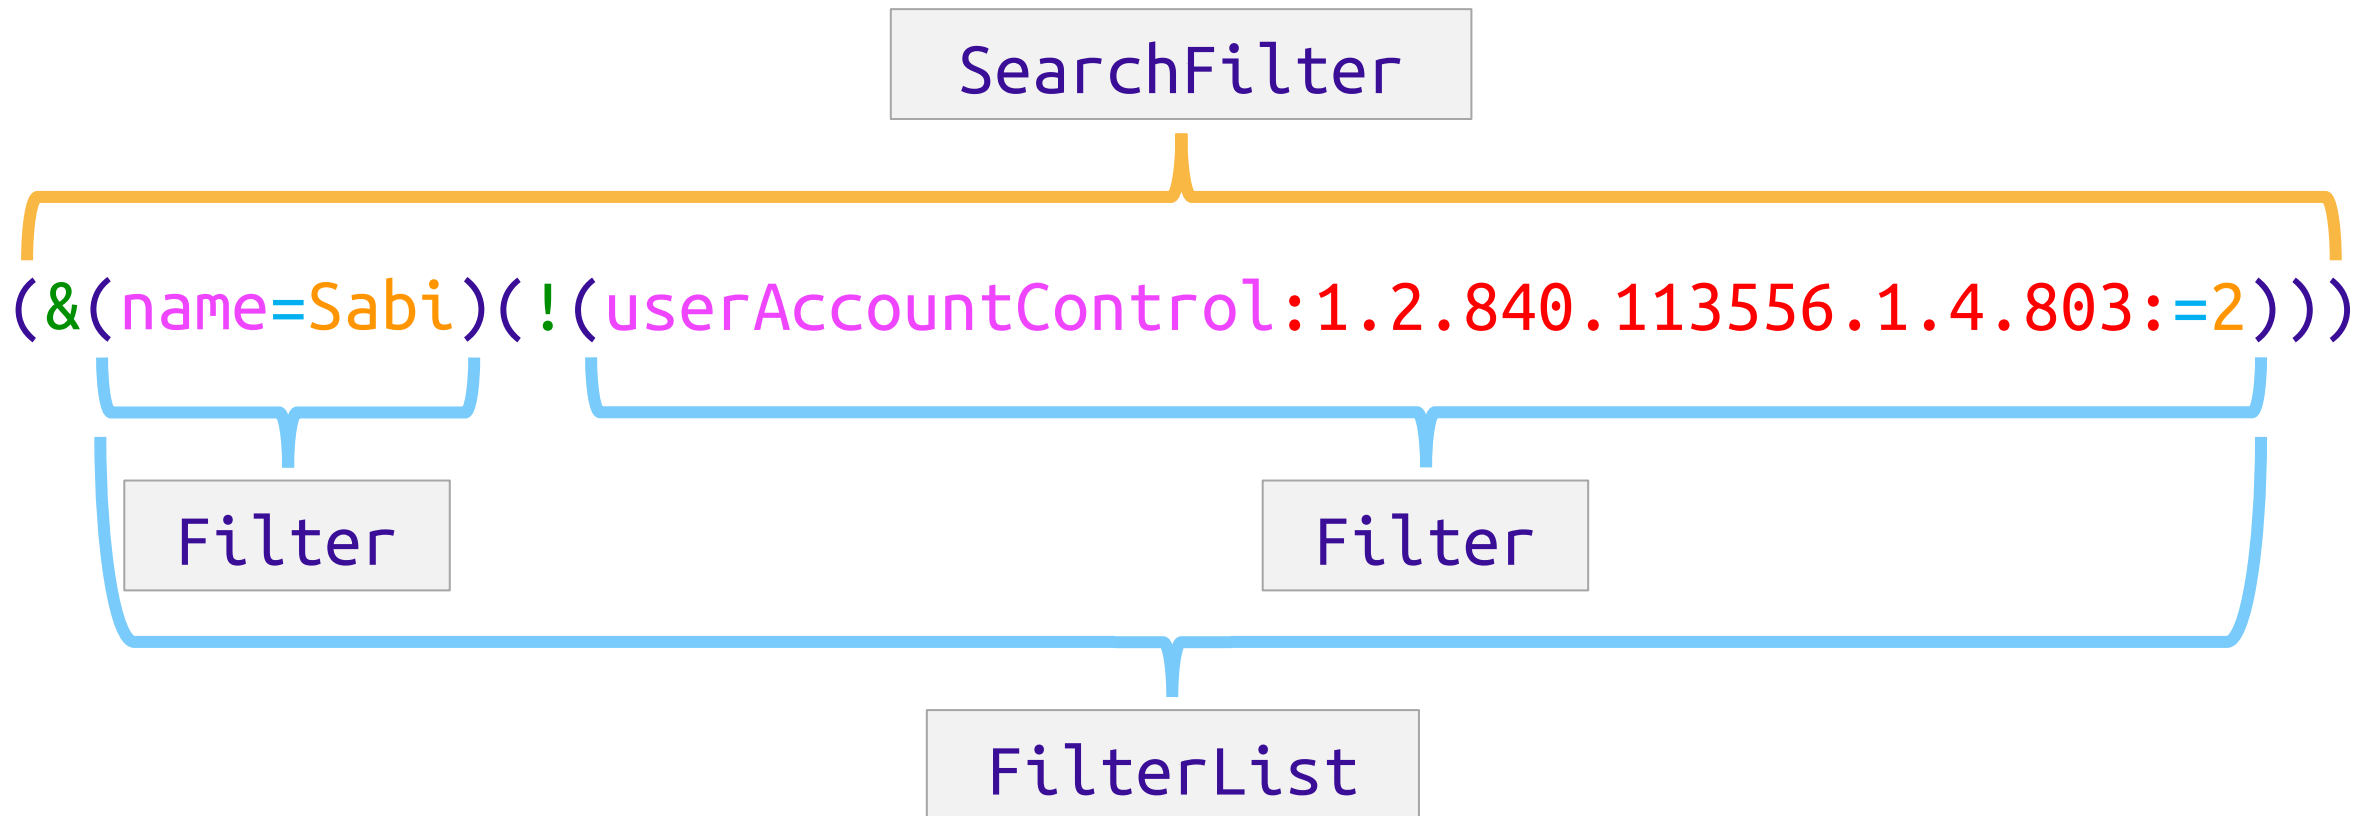 SearchFilter
(&(name=Sabi)(!(userAccountControl:1.2.840.113556.1.4.803:=2)))
Filter
Filter
FilterList